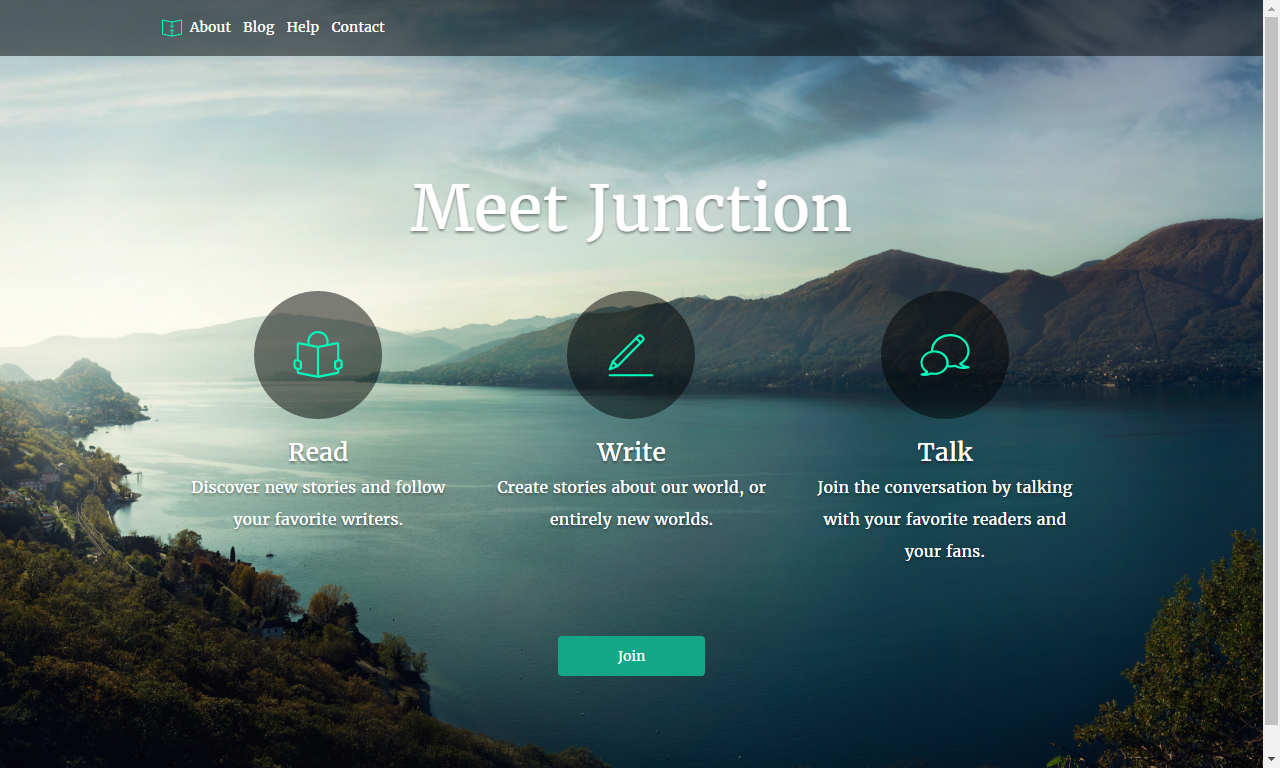 About Blog Help Contact
Meet Junction
Read
Discover new stories and follow
your favorite writers.
Write
Create stories about our world, or
entirely new worlds.
Talk
Join the conversation by talking
with your favorite readers and
your fans.
Join